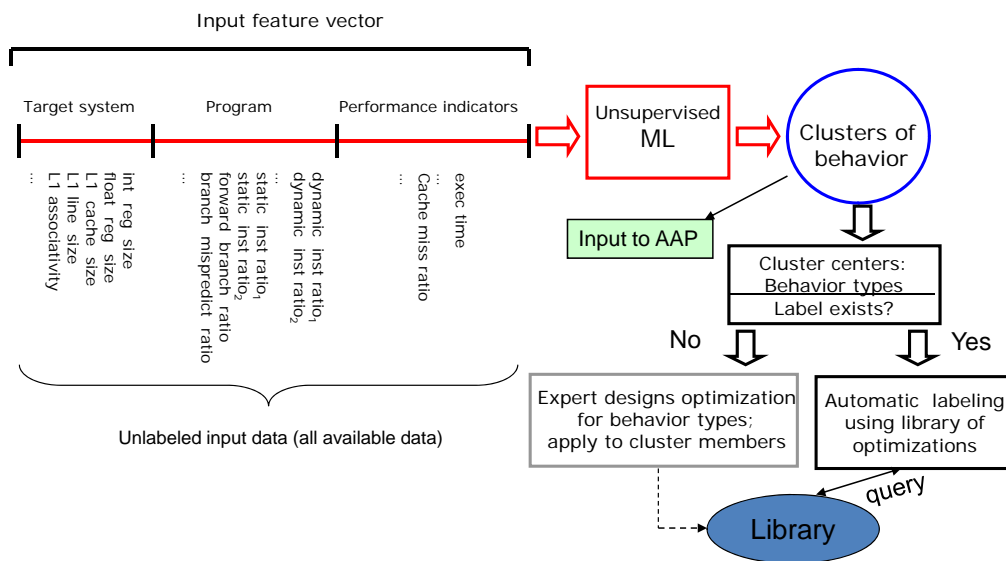 Input feature vector
Target system
Program
Performance indicators
int reg size
float reg size
L1 cache size
L1 line size
L1 associativity
...
dynamic inst ratio₁
dynamic inst ratio₂
...
static inst ratio₁
static inst ratio₂
forward branch ratio
branch mispredict ratio
...
exec time
...
Cache miss ratio
...
Unlabeled input data (all available data)
Unsupervised
ML
Clusters of
behavior
Input to AAP
Cluster centers:
Behavior types
Label exists?
No
Yes
Expert designs optimization
for behavior types;
apply to cluster members
Automatic labeling
using library of
optimizations
query
Library